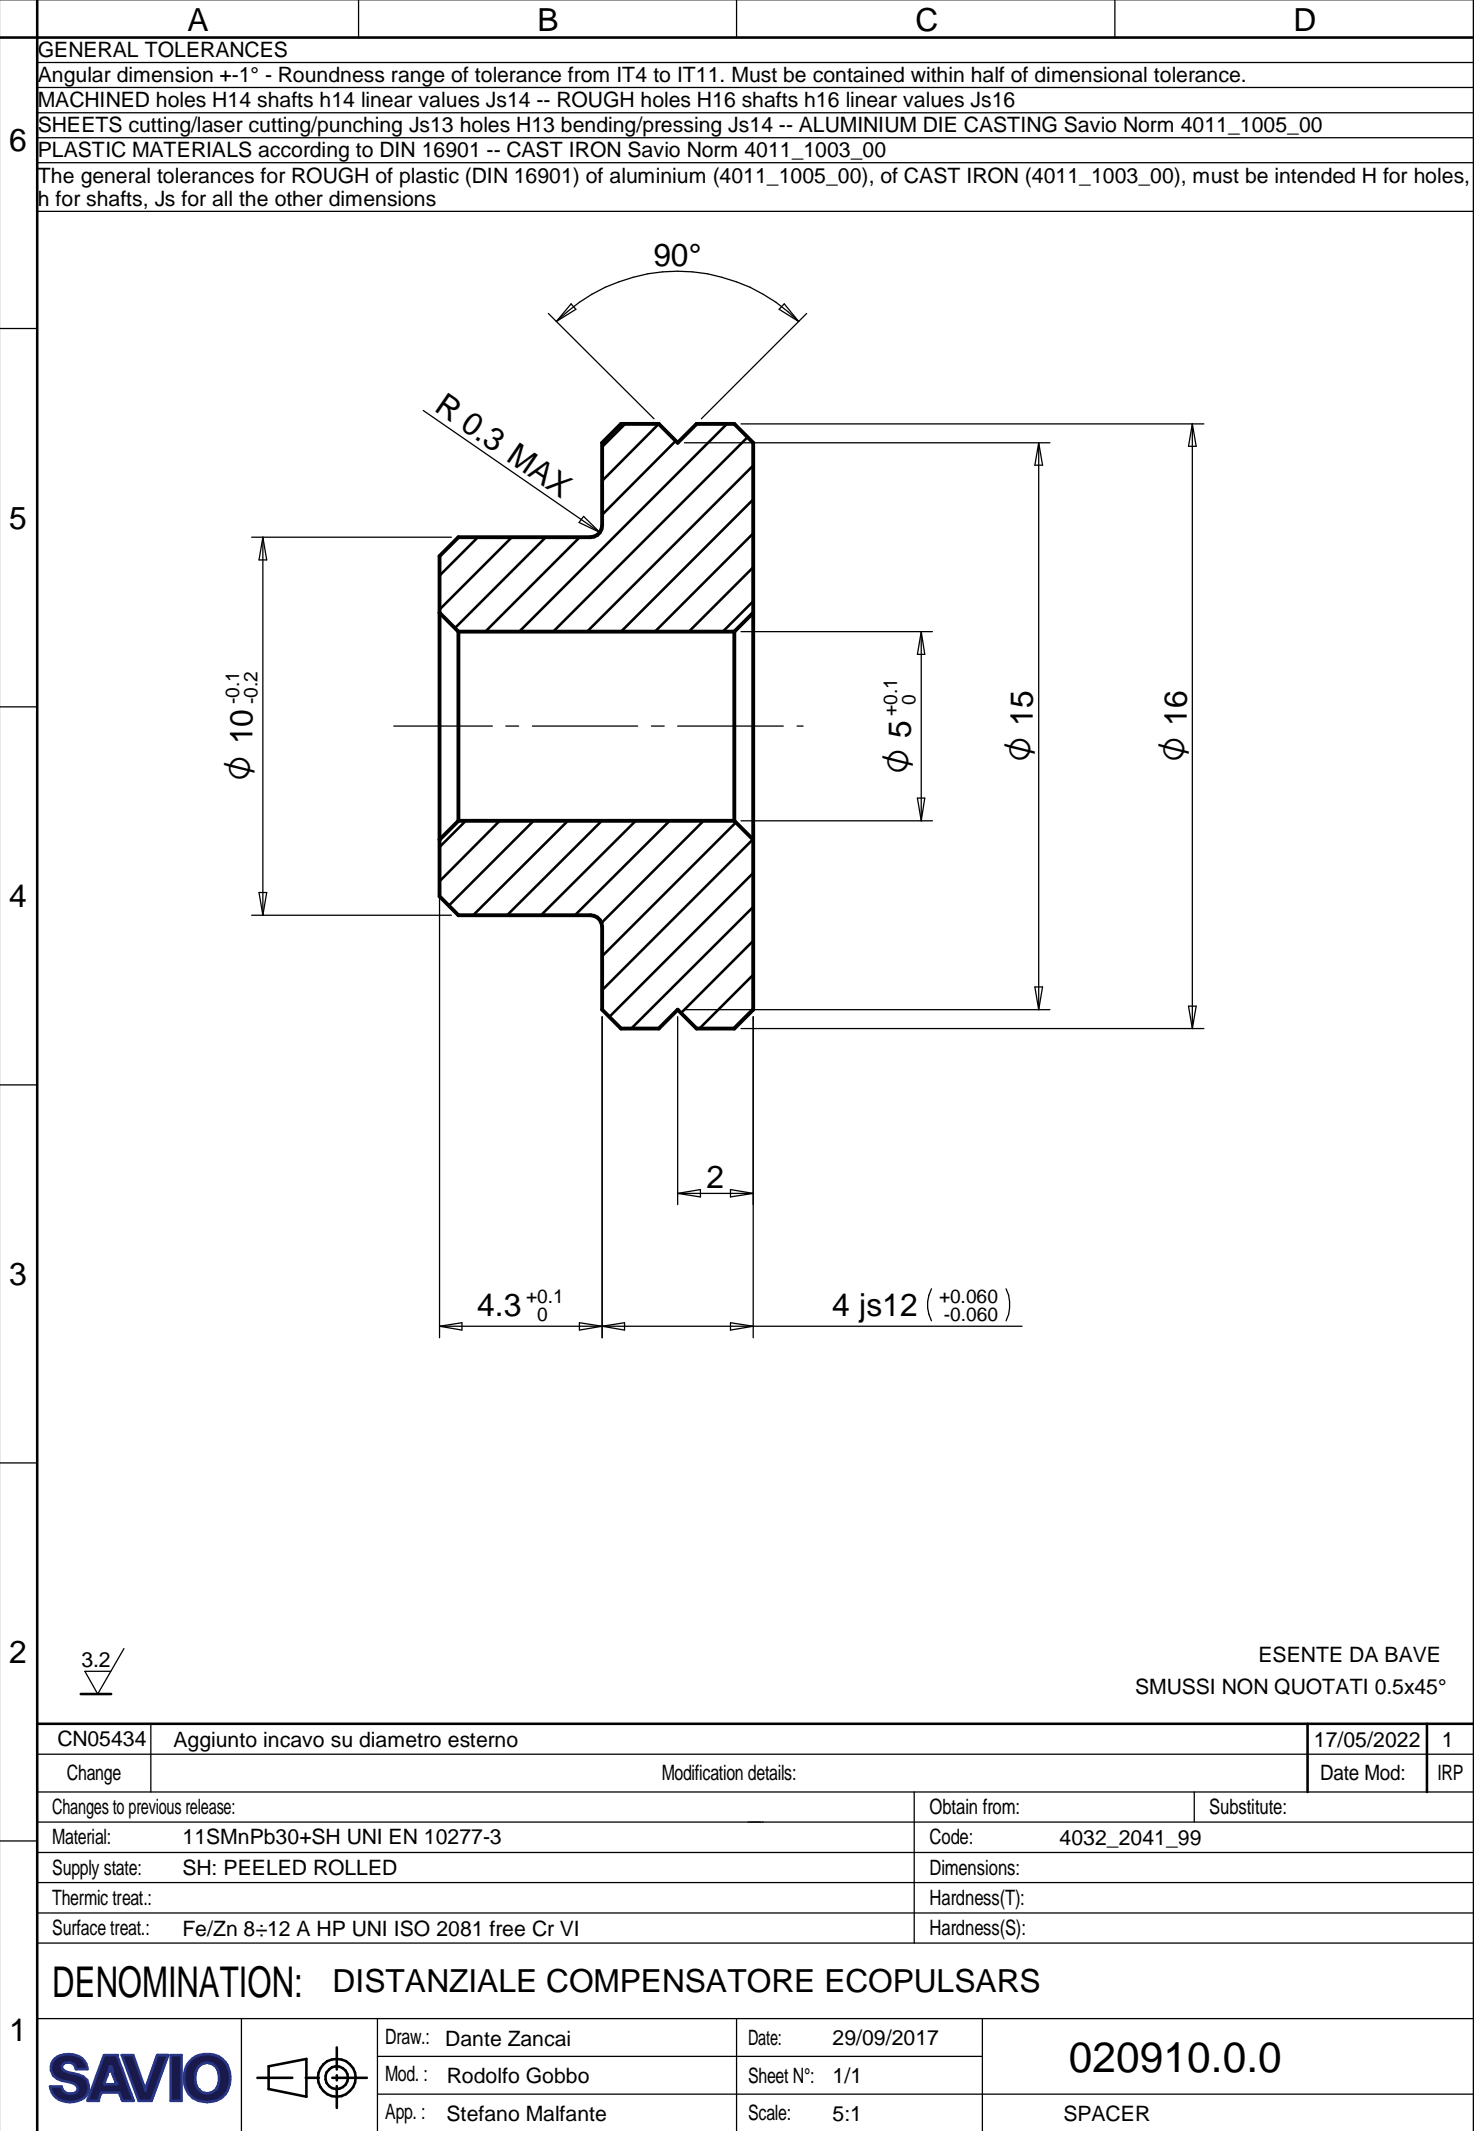 A B C D
GENERAL TOLERANCES
Angular dimension +-1° - Roundness range of tolerance from IT4 to IT11. Must be contained within half of dimensional tolerance.
MACHINED holes H14 shafts h14 linear values Js14 -- ROUGH holes H16 shafts h16 linear values Js16
SHEETS cutting/laser cutting/punching Js13 holes H13 bending/pressing Js14 -- ALUMINIUM DIE CASTING Savio Norm 4011_1005_00
6
PLASTIC MATERIALS according to DIN 16901 -- CAST IRON Savio Norm 4011_1003_00
The general tolerances for ROUGH of plastic (DIN 16901) of aluminium (4011_1005_00), of CAST IRON (4011_1003_00), must be intended H for holes,
h for shafts, Js for all the other dimensions
90°
R 0.3 MAX
5
ϕ 10 -0.1 -0.2
ϕ 5 +0.1 0
ϕ 15
ϕ 16
4
2
3
4.3 +0.1 0
4 js12 ( +0.060 -0.060 )
2
3.2
ESENTE DA BAVE
SMUSSI NON QUOTATI 0.5x45°
CN05434 Aggiunto incavo su diametro esterno 17/05/2022 1
Change Modification details: Date Mod: IRP
Changes to previous release: Obtain from: Substitute:
Material: 11SMnPb30+SH UNI EN 10277-3 Code: 4032_2041_99
Supply state: SH: PEELED ROLLED Dimensions:
Thermic treat.: Hardness(T):
Surface treat.: Fe/Zn 8÷12 A HP UNI ISO 2081 free Cr VI Hardness(S):
DENOMINATION: DISTANZIALE COMPENSATORE ECOPULSARS
1
SAVIO
Draw.: Dante Zancai Date: 29/09/2017
020910.0.0
Mod. : Rodolfo Gobbo Sheet N°: 1/1
App. : Stefano Malfante Scale: 5:1 SPACER